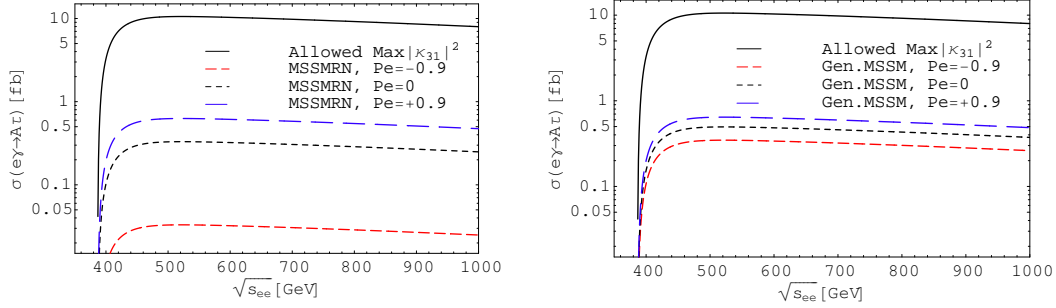 σ(eγ→Aτ)[fb]
10
5
1
0.5
0.1
0.05
Allowed Max|κ₃₁|²
MSSMRN, Pe=−0.9
MSSMRN, Pe=0
MSSMRN, Pe=+0.9
400 500 600 700 800 900 1000
√s_ee[GeV]
σ(eγ→Aτ)[fb]
10
5
1
0.5
0.1
0.05
Allowed Max|κ₃₁|²
Gen.MSSM, Pe=−0.9
Gen.MSSM, Pe=0
Gen.MSSM, Pe=+0.9
400 500 600 700 800 900 1000
√s_ee[GeV]